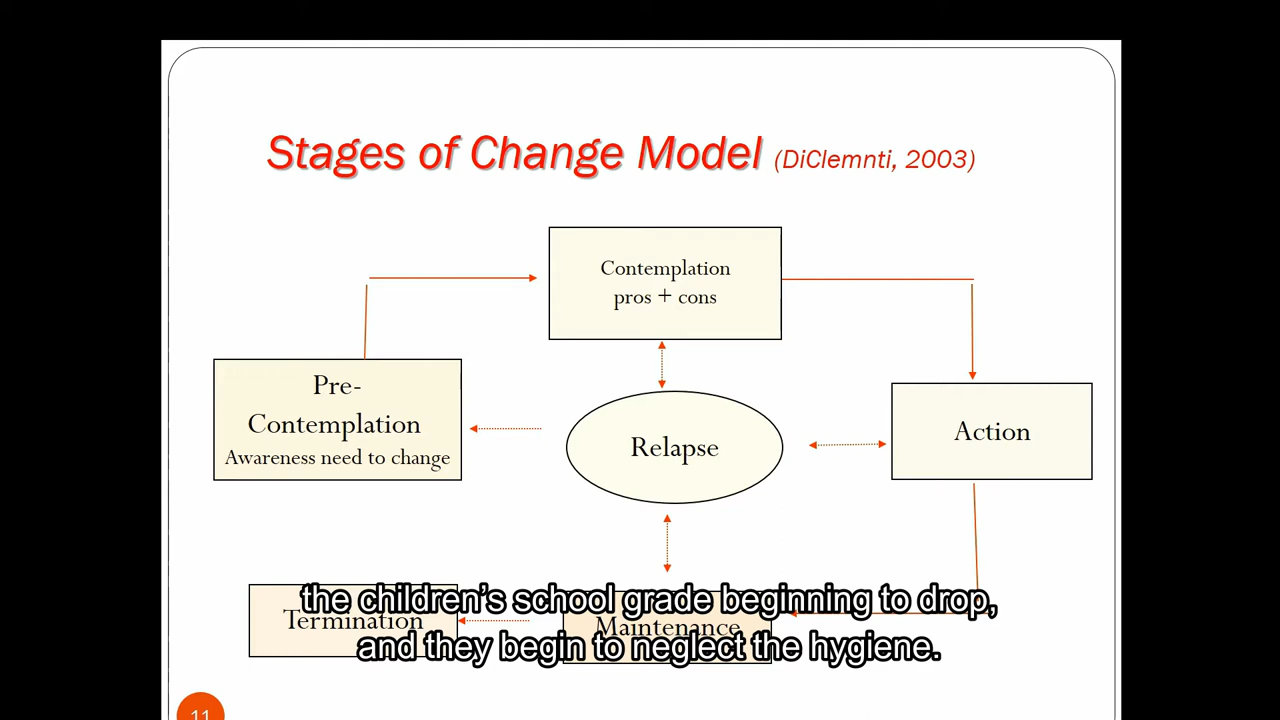 Stages of Change Model (DiClemnti, 2003)
Contemplation
pros + cons
Pre-
Contemplation
Awareness need to change
Relapse
Action
Termination
Maintenance
the children's school grade beginning to drop,
and they begin to neglect the hygiene.
11